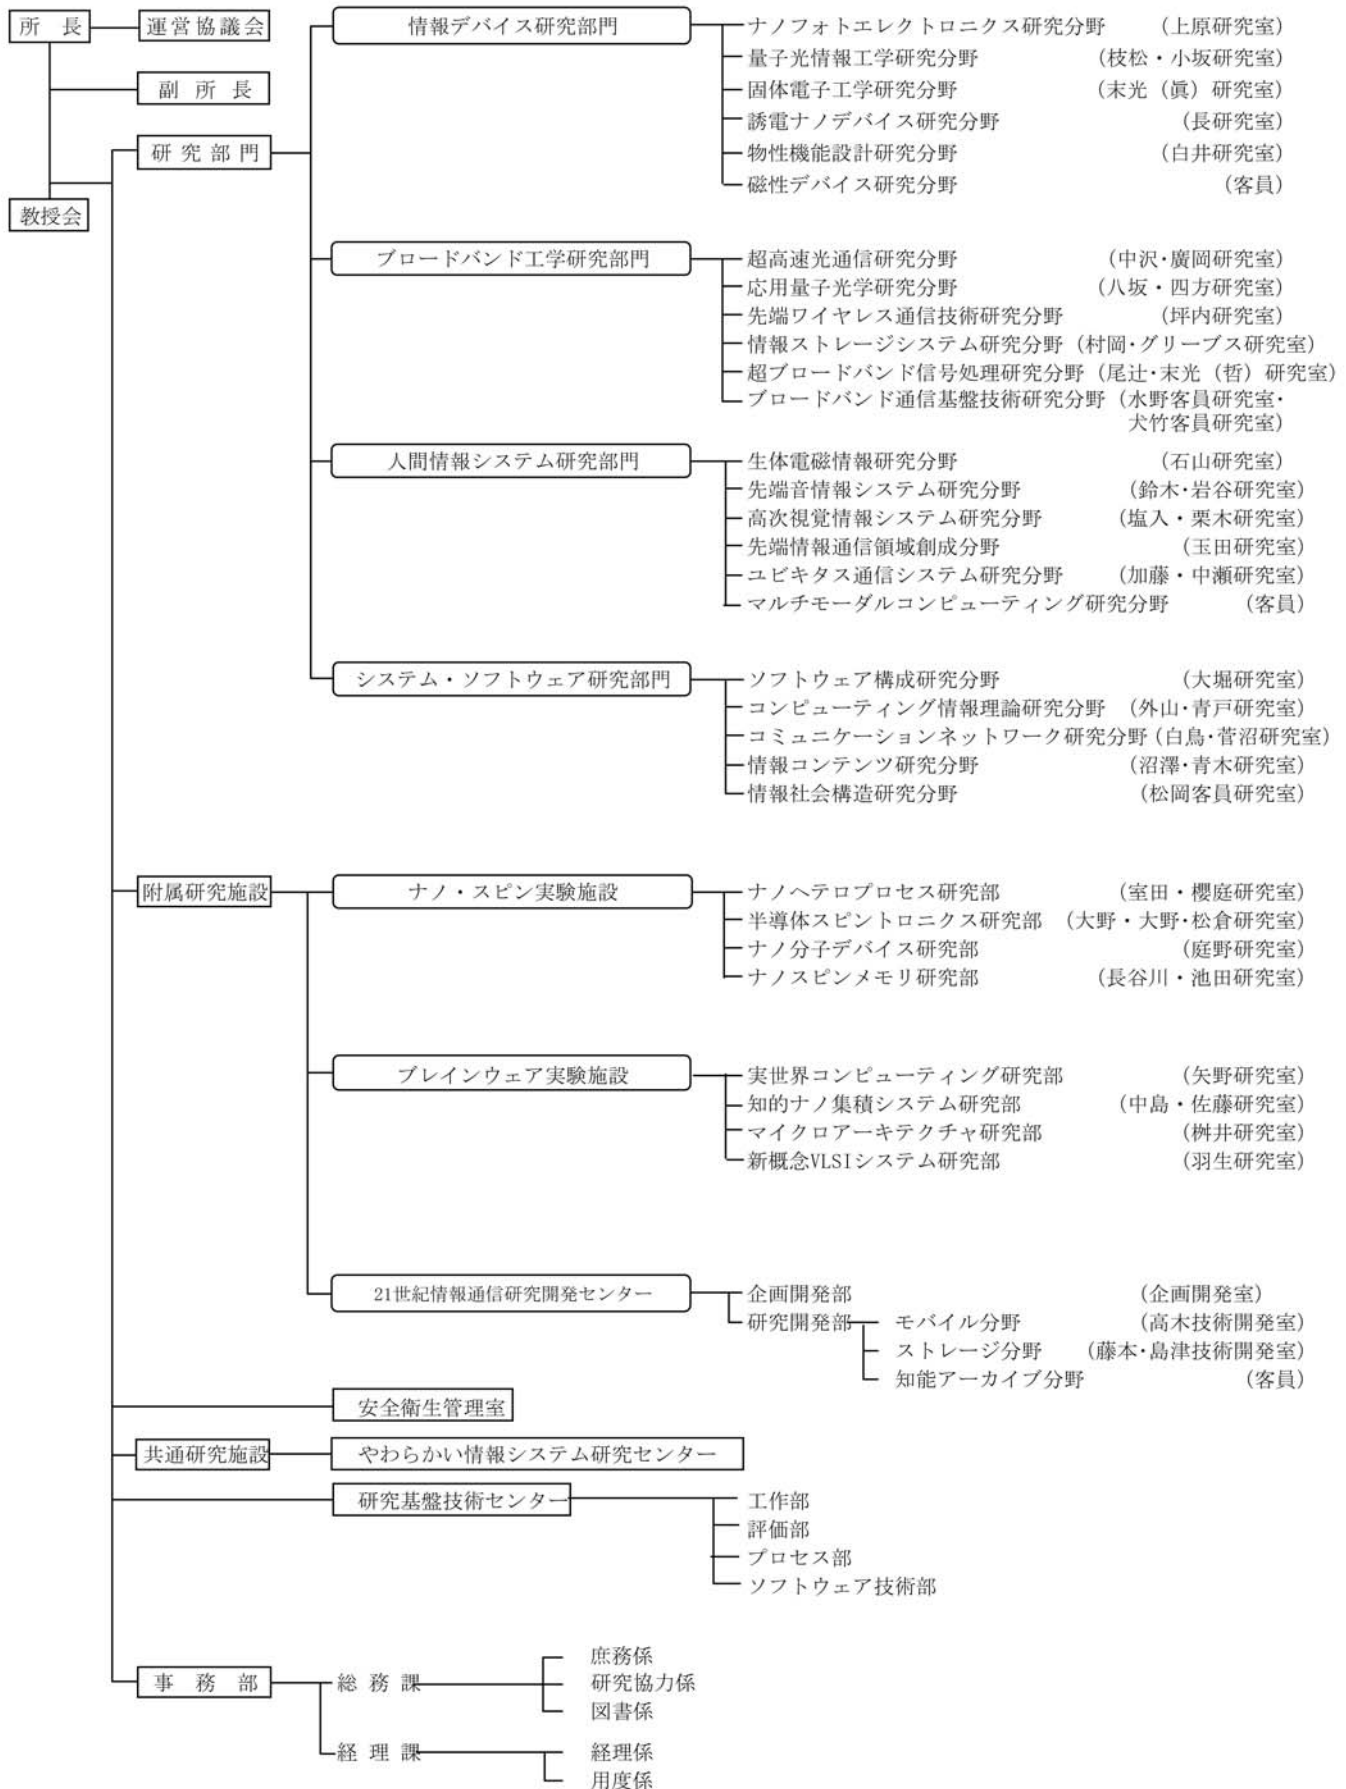 所 長 運営協議会
副 所 長
教授会
研 究 部 門
情報デバイス研究部門
ナノフォトエレクトロニクス研究分野 (上原研究室)
量子光情報工学研究分野 (枝松・小坂研究室)
固体電子工学研究分野 (末光(眞)研究室)
誘電ナノデバイス研究分野 (長研究室)
物性機能設計研究分野 (白井研究室)
磁性デバイス研究分野 (客員)
ブロードバンド工学研究部門
超高速光通信研究分野 (中沢・廣岡研究室)
応用量子光学研究分野 (八坂・四方研究室)
先端ワイヤレス通信技術研究分野 (坪内研究室)
情報ストレージシステム研究分野 (村岡・グリーブス研究室)
超ブロードバンド信号処理研究分野 (尾辻・末光(哲)研究室)
ブロードバンド通信基盤技術研究分野 (水野客員研究室・
犬竹客員研究室)
人間情報システム研究部門
生体電磁情報研究分野 (石山研究室)
先端音情報システム研究分野 (鈴木・岩谷研究室)
高次視覚情報システム研究分野 (塩入・栗木研究室)
先端情報通信領域創成分野 (玉田研究室)
ユビキタス通信システム研究分野 (加藤・中瀬研究室)
マルチモーダルコンピューティング研究分野 (客員)
システム・ソフトウェア研究部門
ソフトウェア構成研究分野 (大堀研究室)
コンピューティング情報理論研究分野 (外山・青戸研究室)
コミュニケーションネットワーク研究分野 (白鳥・菅沼研究室)
情報コンテンツ研究分野 (沼澤・青木研究室)
情報社会構造研究分野 (松岡客員研究室)
附属研究施設
ナノ・スピン実験施設
ナノヘテロプロセス研究部 (室田・櫻庭研究室)
半導体スピントロニクス研究部 (大野・大野・松倉研究室)
ナノ分子デバイス研究部 (庭野研究室)
ナノスピンメモリ研究部 (長谷川・池田研究室)
ブレインウェア実験施設
実世界コンピューティング研究部 (矢野研究室)
知的ナノ集積システム研究部 (中島・佐藤研究室)
マイクロアーキテクチャ研究部 (桝井研究室)
新概念VLSIシステム研究部 (羽生研究室)
21世紀情報通信研究開発センター
企画開発部 (企画開発室)
研究開発部 モバイル分野 (高木技術開発室)
ストレージ分野 (藤本・島津技術開発室)
知能アーカイブ分野 (客員)
安全衛生管理室
共通研究施設 やわらかい情報システム研究センター
研究基盤技術センター
工作部
評価部
プロセス部
ソフトウェア技術部
事 務 部
総 務 課
庶務係
研究協力係
図書係
経 理 課
経理係
用度係